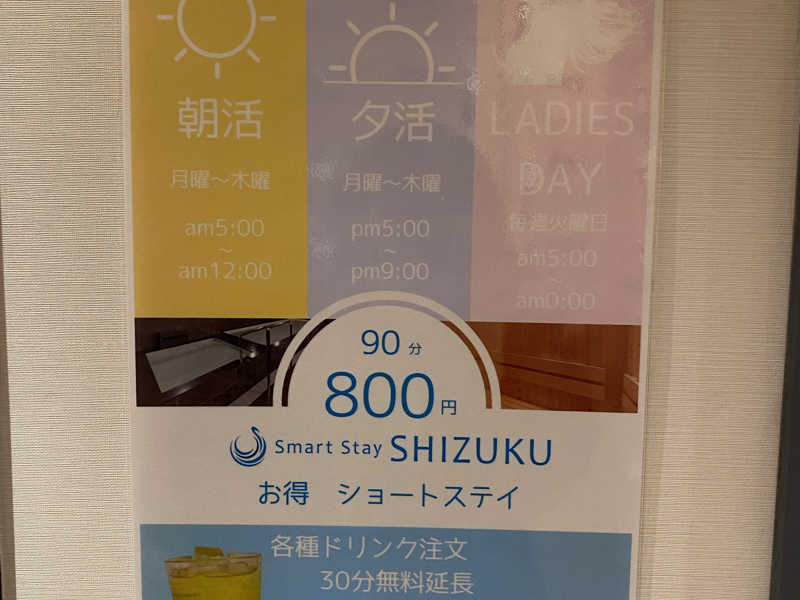 朝活
月曜～木曜
am5:00
～
am12:00
夕活
月曜～木曜
pm5:00
～
pm9:00
LADIES
DAY
毎週火曜日
am5:00
～
am0:00
90分
800円
Smart Stay SHIZUKU
お得 ショートステイ
各種ドリンク注文
30分無料延長